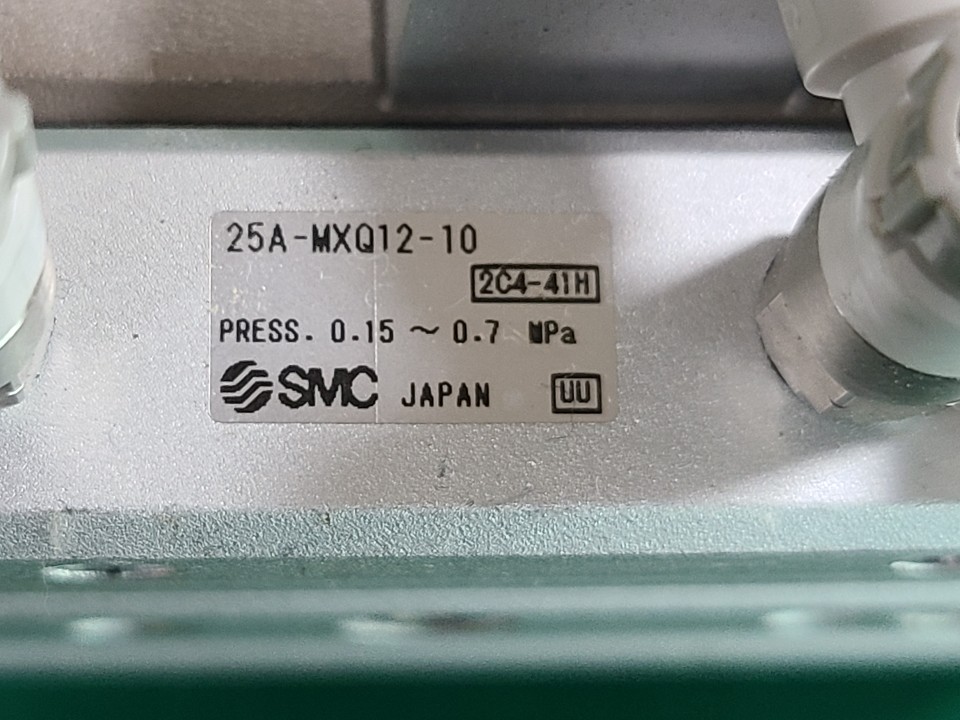 25A-MXQ12-10
2C4-41H
PRESS. 0.15 ～ 0.7 MPa
SMC JAPAN UU